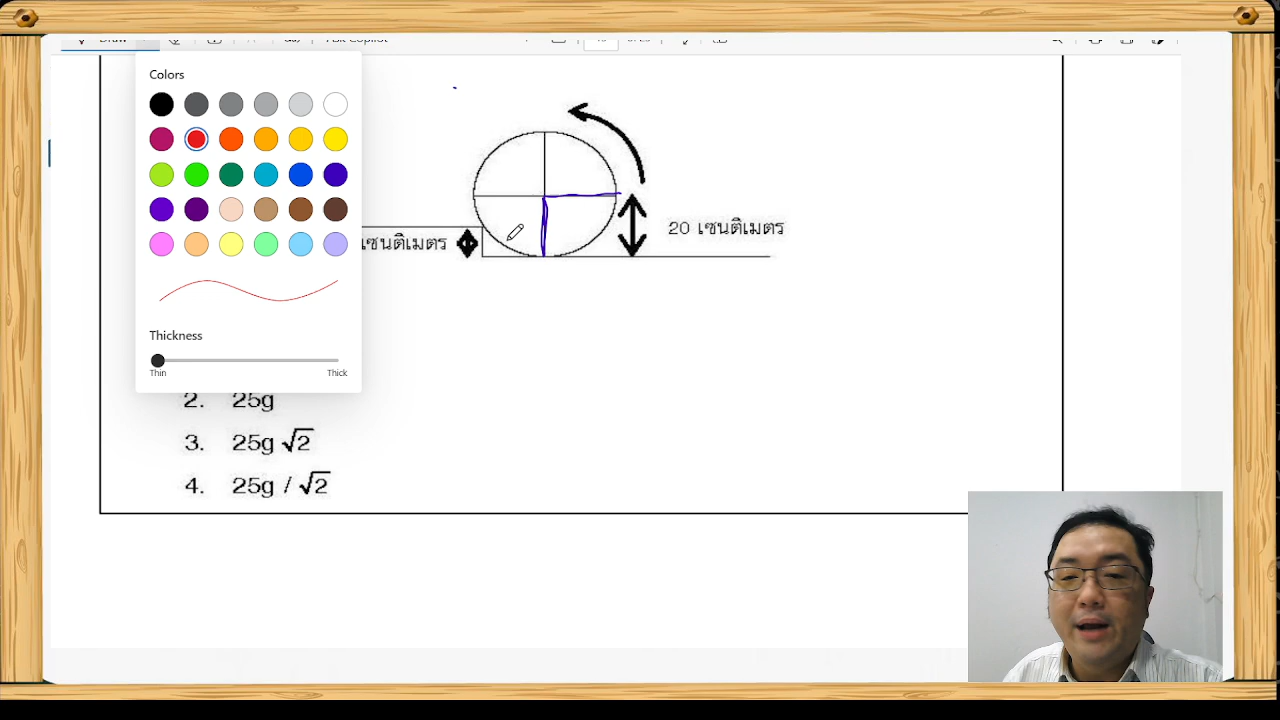 Colors
เซนติเมตร
20 เซนติเมตร
Thickness
Thin
Thick
2. 25g
3. 25g √2
4. 25g / √2